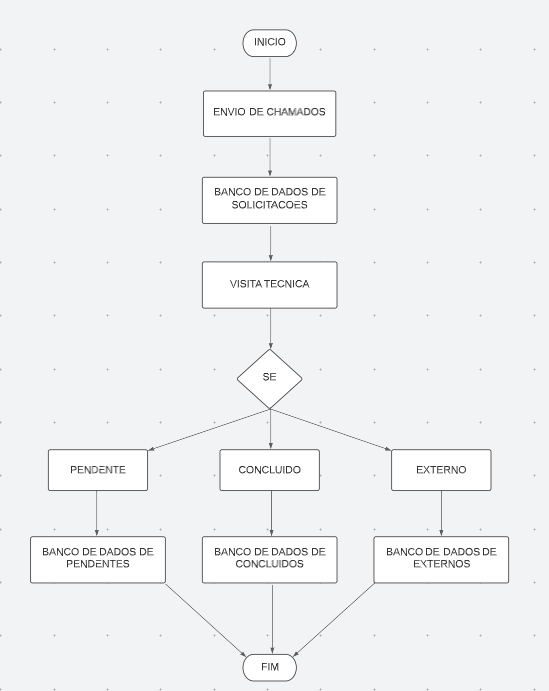 INICIO
ENVIO DE CHAMADOS
BANCO DE DADOS DE
SOLICITACOES
VISITA TECNICA
SE
PENDENTE
CONCLUIDO
EXTERNO
BANCO DE DADOS DE
PENDENTES
BANCO DE DADOS DE
CONCLUIDOS
BANCO DE DADOS DE
EXTERNOS
FIM